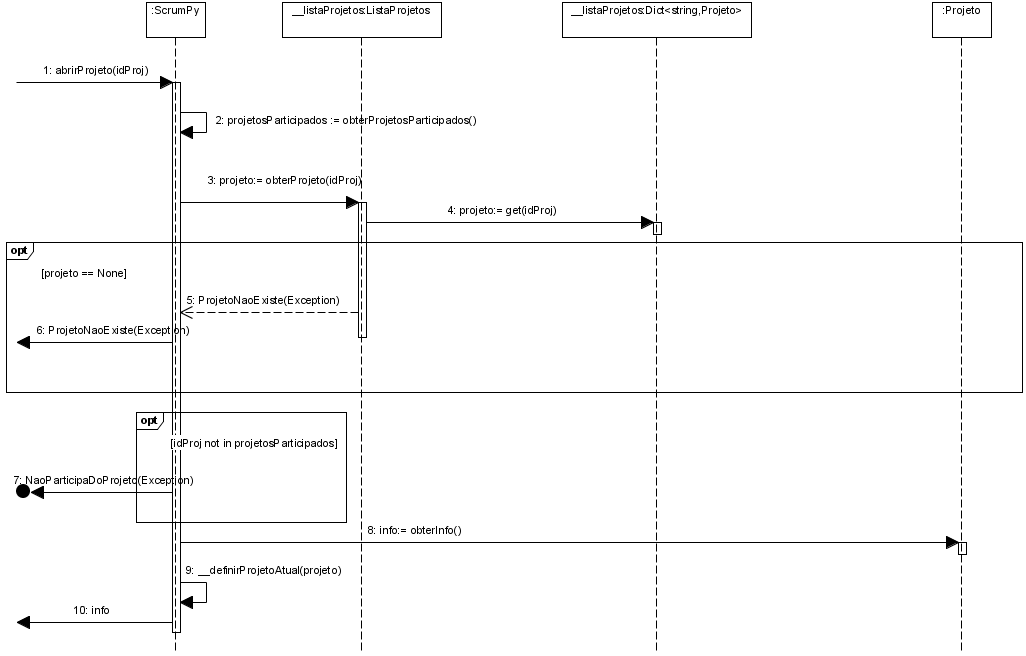 :ScrumPy
__listaProjetos:ListaProjetos
__listaProjetos:Dict<string,Projeto>
:Projeto
1: abrirProjeto(idProj)
2: projetosParticipados := obterProjetosParticipados()
3: projeto:= obterProjeto(idProj)
4: projeto:= get(idProj)
opt
[projeto == None]
5: ProjetoNaoExiste(Exception)
6: ProjetoNaoExiste(Exception)
opt
[idProj not in projetosParticipados]
7: NaoParticipaDoProjeto(Exception)
8: info:= obterInfo()
9: __definirProjetoAtual(projeto)
10: info